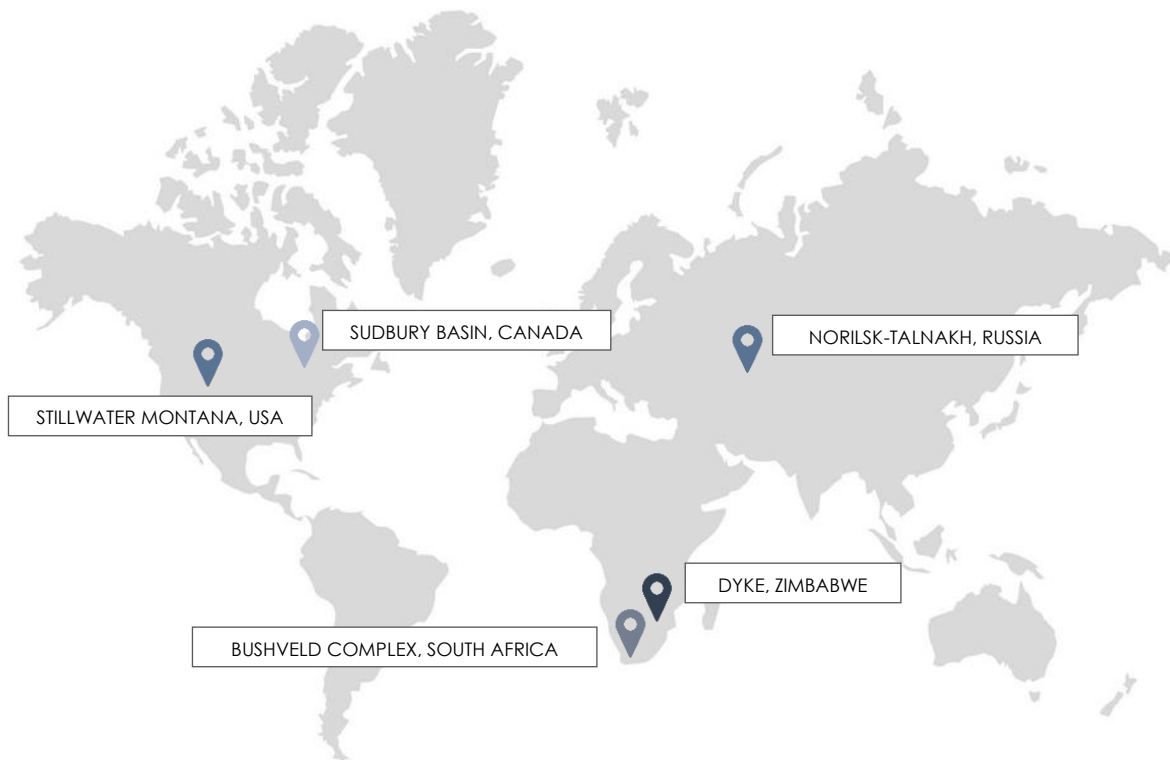 SUDBURY BASIN, CANADA
NORILSK-TALNAKH, RUSSIA
STILLWATER MONTANA, USA
DYKE, ZIMBABWE
BUSHVELD COMPLEX, SOUTH AFRICA